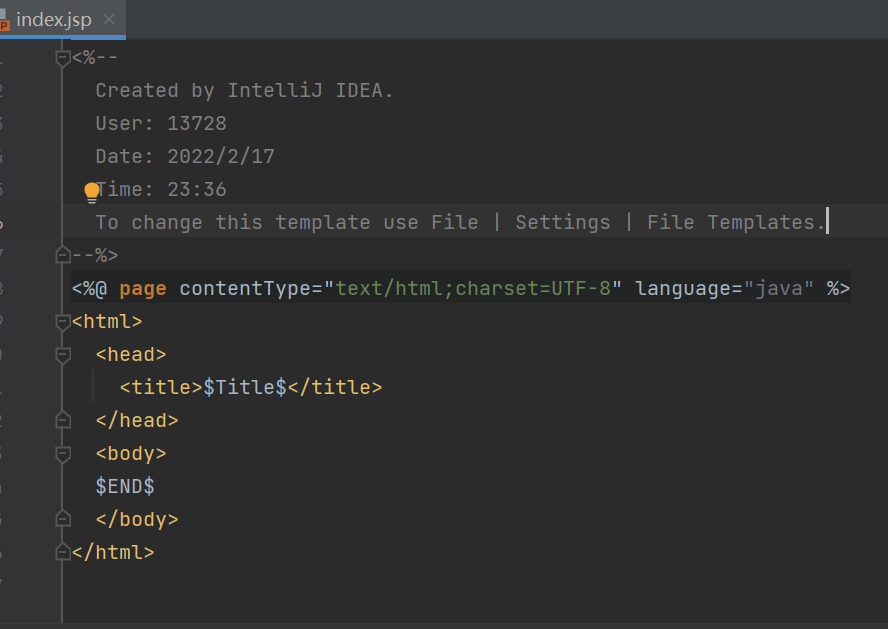 index.jsp
<%--
  Created by IntelliJ IDEA.
  User: 13728
  Date: 2022/2/17
  Time: 23:36
  To change this template use File | Settings | File Templates.
--%>
<%@ page contentType="text/html;charset=UTF-8" language="java" %>
<html>
  <head>
    <title>$Title$</title>
  </head>
  <body>
  $END$
  </body>
</html>